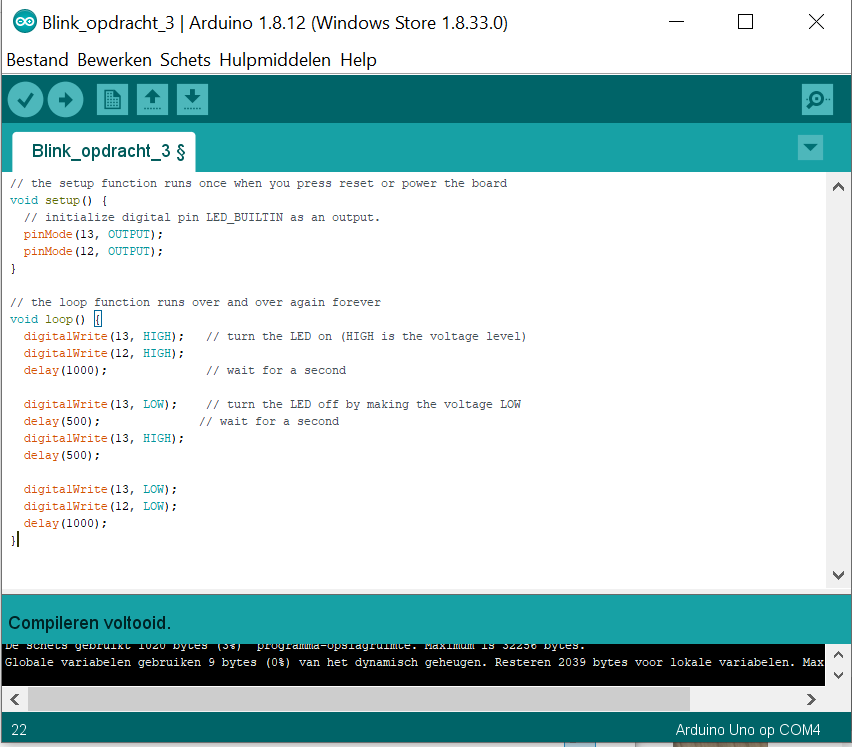 Blink_opdracht_3 | Arduino 1.8.12 (Windows Store 1.8.33.0)
Bestand Bewerken Schets Hulpmiddelen Help
Blink_opdracht_3 §
// the setup function runs once when you press reset or power the board
void setup() {
  // initialize digital pin LED_BUILTIN as an output.
  pinMode(13, OUTPUT);
  pinMode(12, OUTPUT);
}

// the loop function runs over and over again forever
void loop() {
  digitalWrite(13, HIGH);   // turn the LED on (HIGH is the voltage level)
  digitalWrite(12, HIGH);
  delay(1000);              // wait for a second

  digitalWrite(13, LOW);    // turn the LED off by making the voltage LOW
  delay(500);              // wait for a second
  digitalWrite(13, HIGH);
  delay(500);

  digitalWrite(13, LOW);
  digitalWrite(12, LOW);
  delay(1000);
}
Compileren voltooid.
De schets gebruikt 1020 bytes (3%)  programma-opslagruimte. Maximum is 32256 bytes.
Globale variabelen gebruiken 9 bytes (0%) van het dynamisch geheugen. Resteren 2039 bytes voor lokale variabelen. Max
22
Arduino Uno op COM4